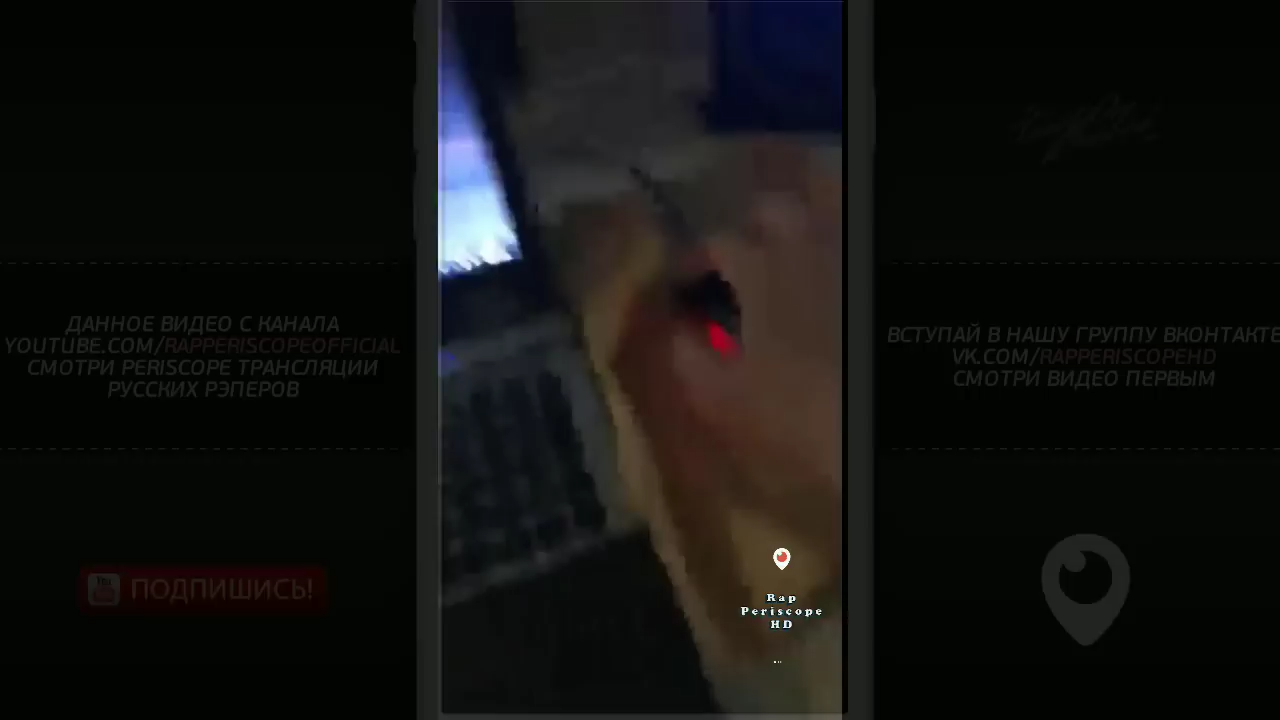 ДАННОЕ ВИДЕО С КАНАЛА
YOUTUBE.COM/RAPPERISCOPEOFFICIAL
СМОТРИ PERISCOPE ТРАНСЛЯЦИИ
РУССКИХ РЭПЕРОВ
ПОДПИШИСЬ!
Rap
Periscope
HD
...
ВСТУПАЙ В НАШУ ГРУППУ ВКОНТАКТЕ
VK.COM/RAPPERISCOPEHD
СМОТРИ ВИДЕО ПЕРВЫМ